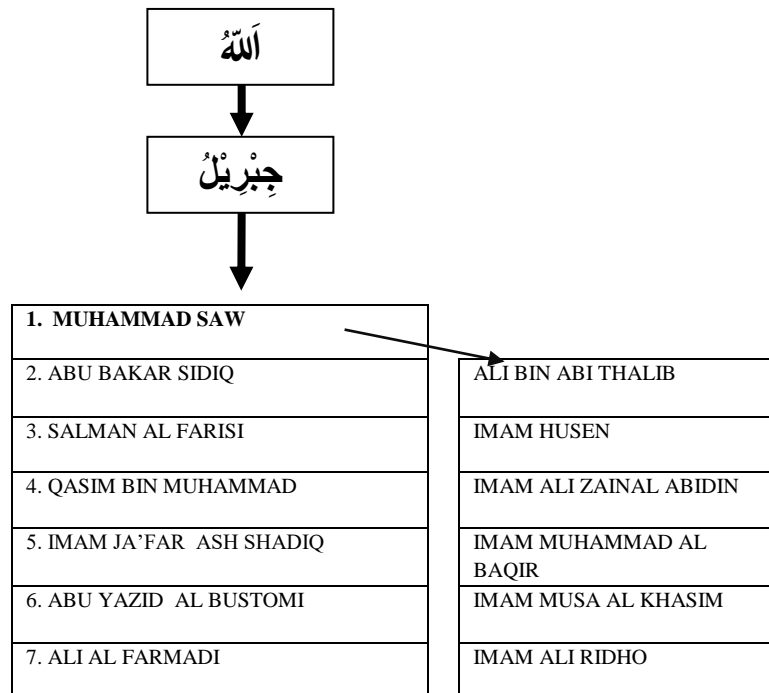 اَللّٰهُ
جِبْرِيْلُ
1. MUHAMMAD SAW
2. ABU BAKAR SIDIQ
ALI BIN ABI THALIB
3. SALMAN AL FARISI
IMAM HUSEN
4. QASIM BIN MUHAMMAD
IMAM ALI ZAINAL ABIDIN
5. IMAM JA’FAR ASH SHADIQ
IMAM MUHAMMAD AL
BAQIR
6. ABU YAZID AL BUSTOMI
IMAM MUSA AL KHASIM
7. ALI AL FARMADI
IMAM ALI RIDHO